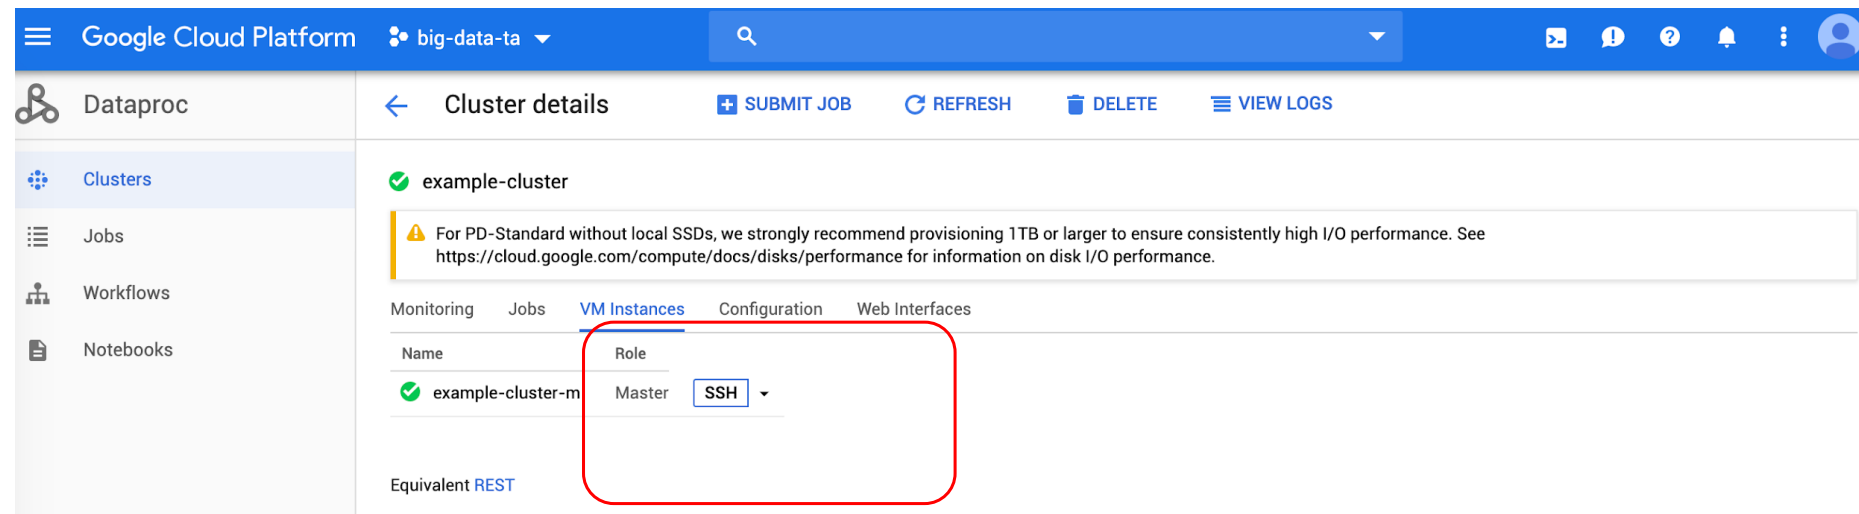 Google Cloud Platform big-data-ta
Dataproc
Cluster details SUBMIT JOB REFRESH DELETE VIEW LOGS
Clusters
Jobs
Workflows
Notebooks
example-cluster
For PD-Standard without local SSDs, we strongly recommend provisioning 1TB or larger to ensure consistently high I/O performance. See
https://cloud.google.com/compute/docs/disks/performance for information on disk I/O performance.
Monitoring Jobs VM Instances Configuration Web Interfaces
Name Role
example-cluster-m Master SSH
Equivalent REST